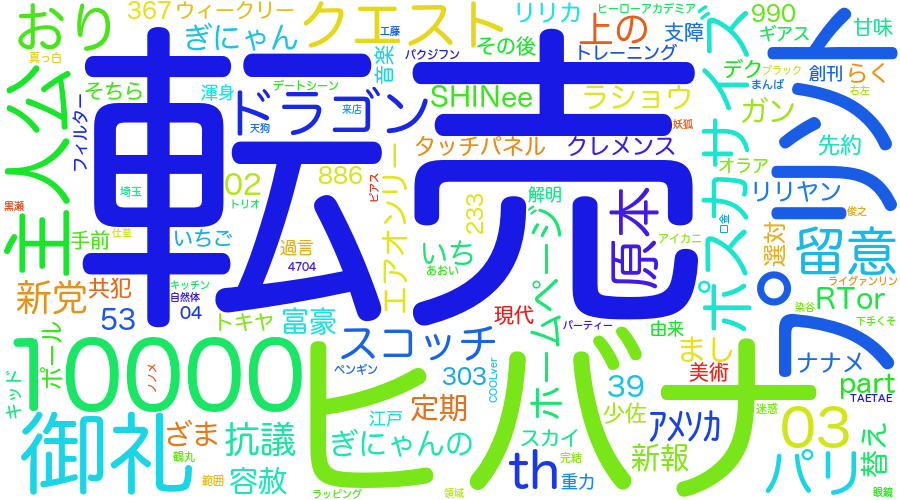 転売
ヒバナ
10000
主人公
ドラゴン
クエスト
おり
367
ウィークリー
ぎにゃん
工藤
真っ白
音楽
パクジフン
その後
リリカ
ヒーローアカデミア
上の
支障
トレーニング
990
ギアス
甘味
デク
ブラック
まんば
創刊
らく
右左
そちら
渾身
デートシーン
来店
天狗
フィルター
SHINee
ラショウ
妖狐
ガン
タッチパネル
クレメンス
先約
オラア
ポスカサイズ
埼玉
02
トリオ
886
ピアス
233
解明
原本
リリヤン
口金
俊之
黒瀬
手前
仕草
いちご
過言
4704
エアオンリー
いち
あおい
ホームページ
アイカニ
選対
留意
ライヴァンリン
新党
共犯
キッチン
自然体
04
53
トキヤ
富豪
スコッチ
現代
パーティー
由来
RTor
染谷
下手くそ
ポール
キッド
ノノメ
ペンギン
303
COOLver
39
まし
美術
ナナメ
part
TAETAE
御礼
ざま
鶴丸
抗議
容赦
範囲
江戸
定期
ぎにゃんの
スカイ
完結
少佐
アメソカ
迷惑
03
替え
新報
th
重力
パリ
眼鏡
ラッピング
領域